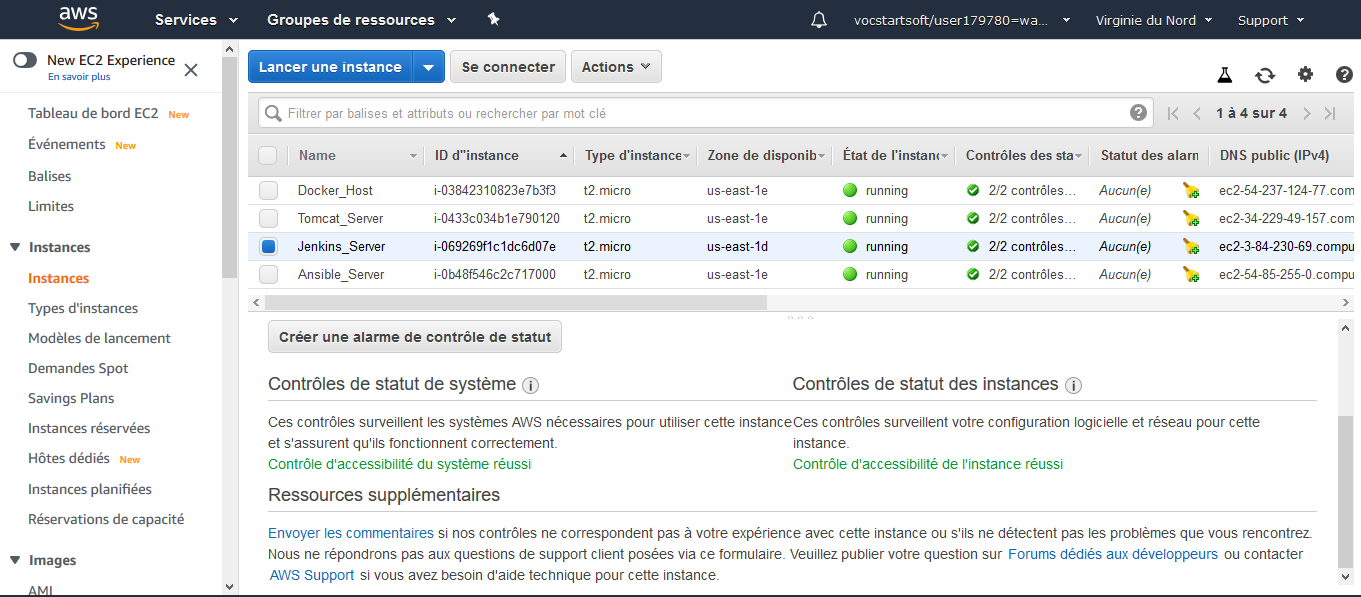 aws Services Groupes de ressources vocstartsoft/user179780=wa... Virginie du Nord Support
New EC2 Experience
En savoir plus
Tableau de bord EC2 New
Événements New
Balises
Limites
Instances
Instances
Types d'instances
Modèles de lancement
Demandes Spot
Savings Plans
Instances réservées
Hôtes dédiés New
Instances planifiées
Réservations de capacité
Images
AMI
Lancer une instance Se connecter Actions
Filtrer par balises et attributs ou rechercher par mot clé 1 à 4 sur 4
Name ID d"instance Type d'instance Zone de disponib État de l'instanc Contrôles des sta Statut des alarm DNS public (IPv4)
Docker_Host i-03842310823e7b3f3 t2.micro us-east-1e running 2/2 contrôles... Aucun(e) ec2-54-237-124-77.com
Tomcat_Server i-0433c034b1e790120 t2.micro us-east-1e running 2/2 contrôles... Aucun(e) ec2-34-229-49-157.com
Jenkins_Server i-069269f1c1dc6d07e t2.micro us-east-1d running 2/2 contrôles... Aucun(e) ec2-3-84-230-69.compu
Ansible_Server i-0b48f546c2c717000 t2.micro us-east-1e running 2/2 contrôles... Aucun(e) ec2-54-85-255-0.compu
Créer une alarme de contrôle de statut
Contrôles de statut de système
Ces contrôles surveillent les systèmes AWS nécessaires pour utiliser cette instance
et s'assurent qu'ils fonctionnent correctement.
Contrôle d'accessibilité du système réussi
Contrôles de statut des instances
Ces contrôles surveillent votre configuration logicielle et réseau pour cette
instance.
Contrôle d'accessibilité de l'instance réussi
Ressources supplémentaires
Envoyer les commentaires si nos contrôles ne correspondent pas à votre expérience avec cette instance ou s'ils ne détectent pas les problèmes que vous rencontrez.
Nous ne répondrons pas aux questions de support client posées via ce formulaire. Veuillez publier votre question sur Forums dédiés aux développeurs ou contacter
AWS Support si vous avez besoin d'aide technique pour cette instance.